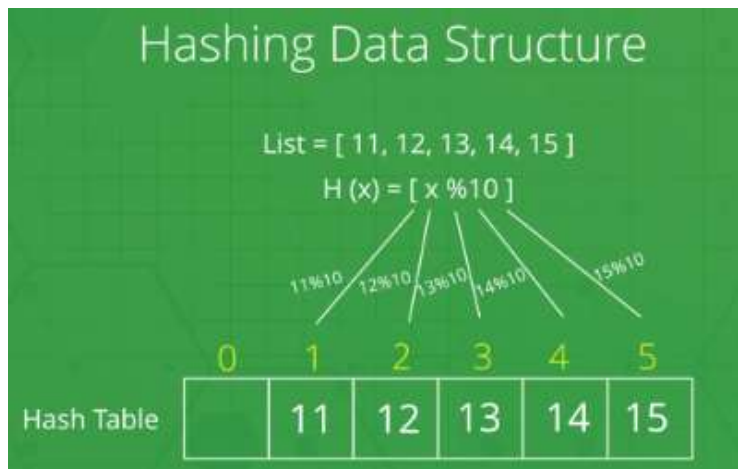 Hashing Data Structure
List = [ 11, 12, 13, 14, 15 ]
H (x) = [ x %10 ]
11%10 12%10 13%10 14%10 15%10
0 1 2 3 4 5
Hash Table 11 12 13 14 15